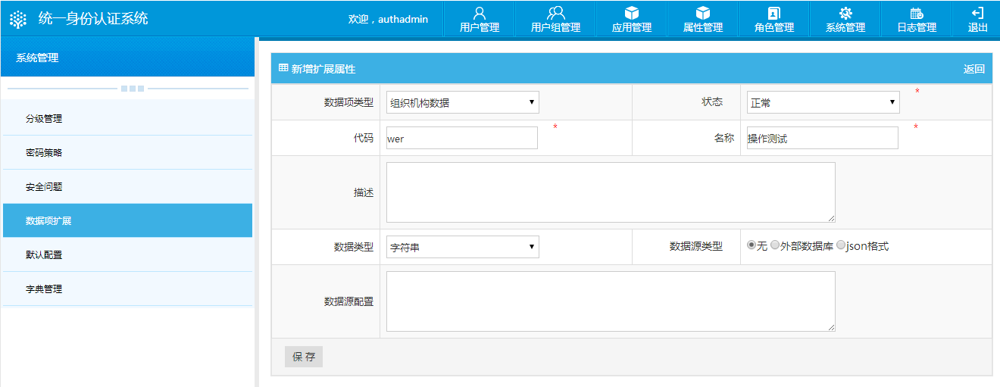 统一身份认证系统
欢迎，authadmin
用户管理
用户组管理
应用管理
属性管理
角色管理
系统管理
日志管理
退出
系统管理
分级管理
密码策略
安全问题
数据项扩展
默认配置
字典管理
新增扩展属性 返回
数据项类型 组织机构数据 状态 正常 *
代码 wer * 名称 操作测试 *
描述
数据类型 字符串 数据源类型 无 外部数据库 json格式
数据源配置
保存